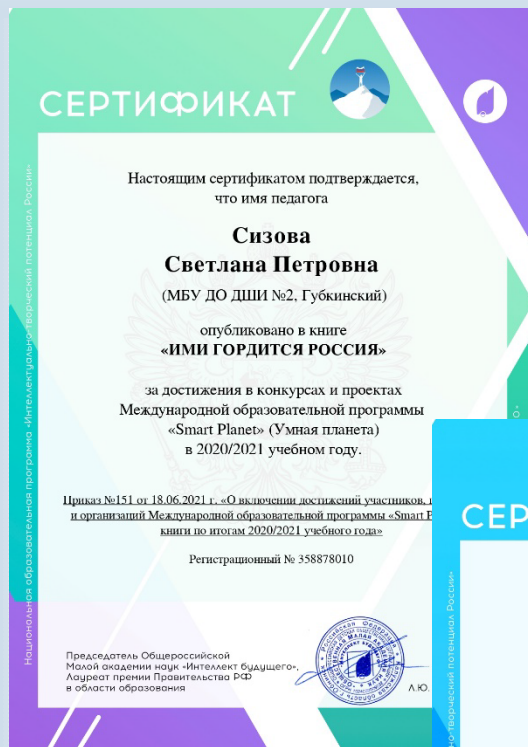 СЕРТИФИКАТ
Настоящим сертификатом подтверждается,
что имя педагога
Сизова
Светлана Петровна
(МБУ ДО ДШИ №2, Губкинский)
опубликовано в книге
«ИМИ ГОРДИТСЯ РОССИЯ»
за достижения в конкурсах и проектах
Международной образовательной программы
«Smart Planet» (Умная планета)
в 2020/2021 учебном году.
Приказ №151 от 18.06.2021 г. «О включении достижений участников,
и организаций Международной образовательной программы «Smart
книги по итогам 2020/2021 учебного года»
Регистрационный № 358878010
Председатель Общероссийской
Малой академии наук «Интеллект будущего»,
Лауреат премии Правительства РФ
в области образования
Л.Ю.
Национальная образовательная программа «Интеллектуально-творческий потенциал России»
СЕР
но-творческий потенциал России»